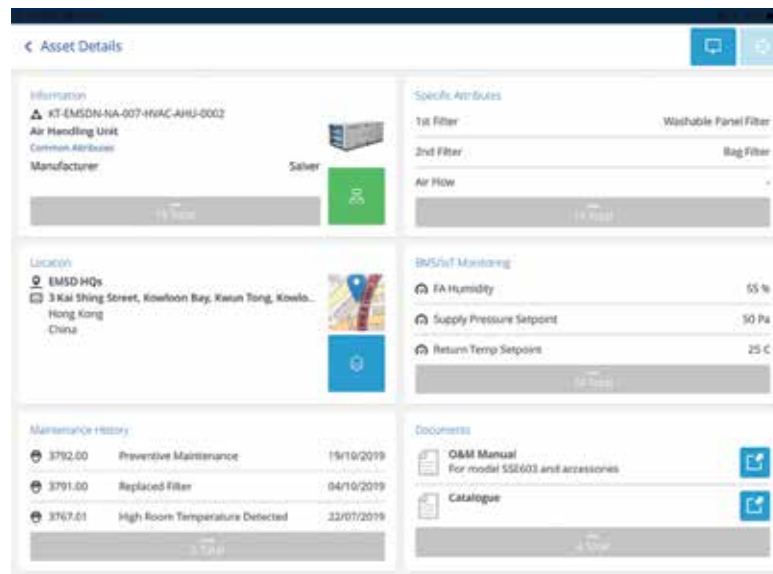 Asset Details
Information
KT-EMSDN-NA-007-HVAC-AHU-0002
Air Handling Unit
Common Attributes
Manufacturer Saiver
Location
EMSD HQs
3 Kai Shing Street, Kowloon Bay, Kwun Tong, Kowlo..
Hong Kong
China
Maintenance History
3792.00 Preventive Maintenance 19/10/2019
3791.00 Replaced Filter 04/10/2019
3767.01 High Room Temperature Detected 22/07/2019
Specific Attributes
1st Filter Washable Panel Filter
2nd Filter Bag Filter
Air Flow -
BMS/IoT Monitoring
FA Humidity 55 %
Supply Pressure Setpoint 50 Pa
Return Temp Setpoint 25 C
Documents
O&M Manual
For model SSE603 and accessories
Catalogue